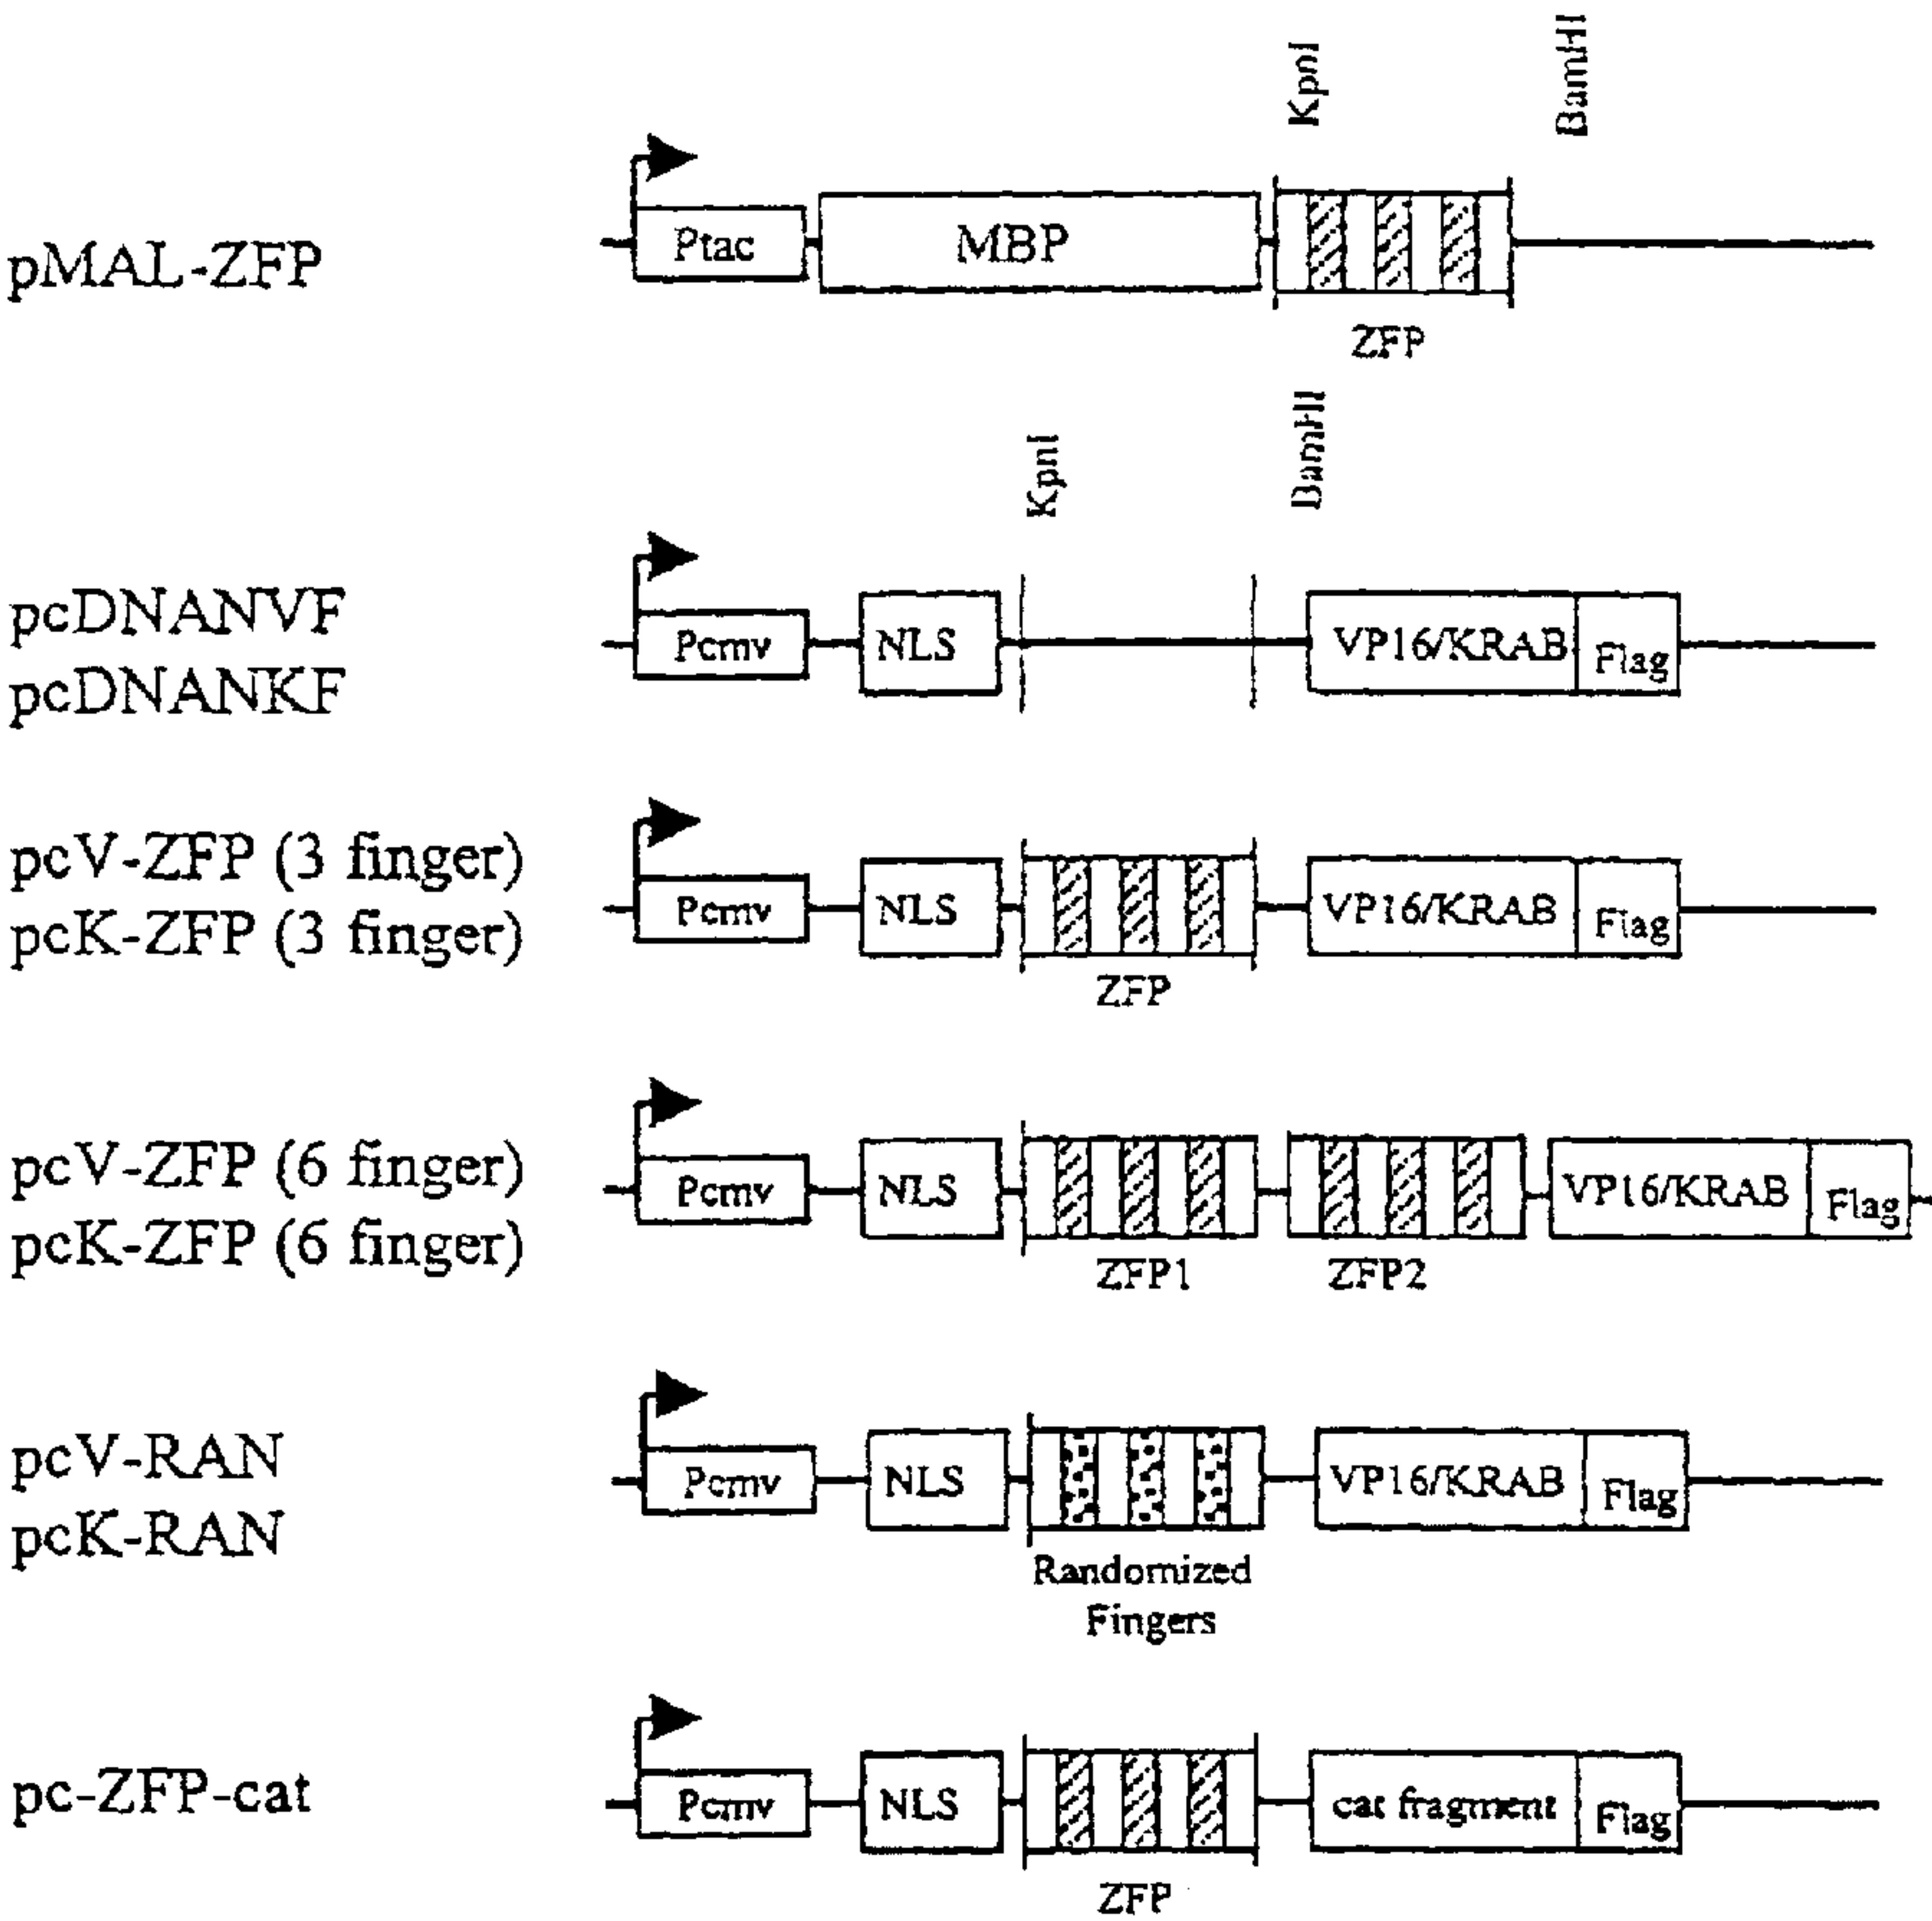 KpnI BamHI
pMAL-ZFP Ptac MBP
ZFP
KpnI BamHI
pcDNANVF
pcDNANKF
Pcmv NLS VP16/KRAB Flag
pcV-ZFP (3 finger)
pcK-ZFP (3 finger)
Pcmv NLS VP16/KRAB Flag
ZFP
pcV-ZFP (6 finger)
pcK-ZFP (6 finger)
Pcmv NLS VP16/KRAB Flag
ZFP1 ZFP2
pcV-RAN
pcK-RAN
Pcmv NLS VP16/KRAB Flag
Randomized
Fingers
pc-ZFP-cat Pcmv NLS cat fragment Flag
ZFP